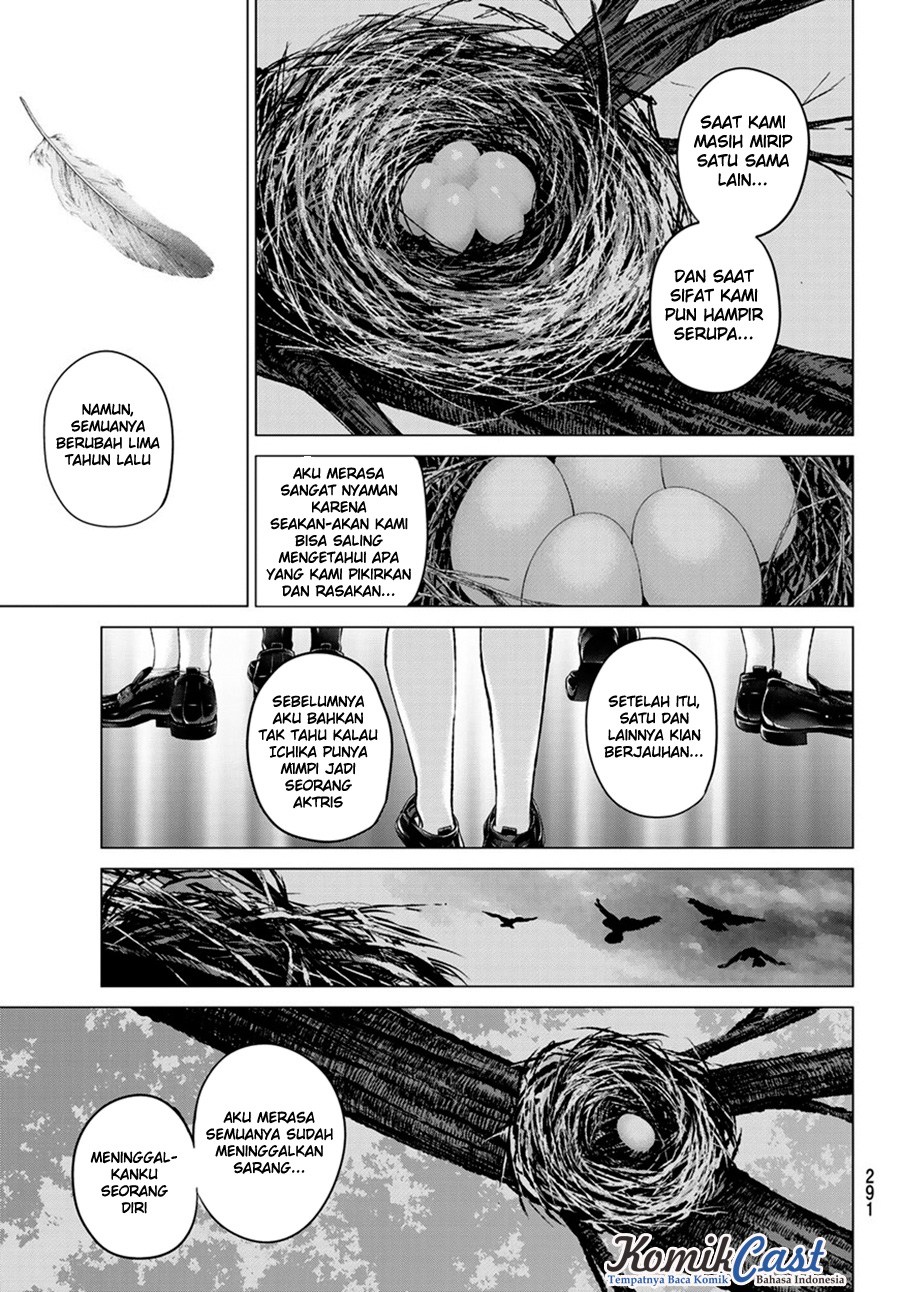 SAAT KAMI
MASIH MIRIP
SATU SAMA
LAIN...
DAN SAAT
SIFAT KAMI
PUN HAMPIR
SERUPA...
AKU MERASA
SANGAT NYAMAN
KARENA
SEAKAN-AKAN KAMI
BISA SALING
MENGETAHUI APA
YANG KAMI PIKIRKAN
DAN RASAKAN...
NAMUN,
SEMUANYA
BERUBAH LIMA
TAHUN LALU
SETELAH ITU,
SATU DAN
LAINNYA KIAN
BERJAUHAN...
SEBELUMNYA
AKU BAHKAN
TAK TAHU KALAU
ICHIKA PUNYA
MIMPI JADI
SEORANG
AKTRIS
AKU MERASA
SEMUANYA SUDAH
MENINGGALKAN
SARANG...
MENINGGAL-
KANKU
SEORANG
DIRI
291
KomikCast
Tempatnya Baca Komik Bahasa Indonesia